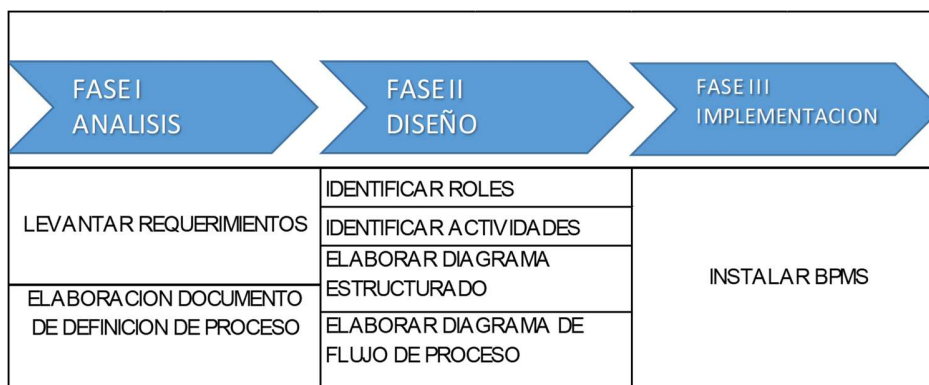 FASE I
ANALISIS
FASE II
DISEÑO
FASE III
IMPLEMENTACION
LEVANTAR REQUERIMIENTOS
ELABORACION DOCUMENTO
DE DEFINICION DE PROCESO
IDENTIFICAR ROLES
IDENTIFICAR ACTIVIDADES
ELABORAR DIAGRAMA
ESTRUCTURADO
ELABORAR DIAGRAMA DE
FLUJO DE PROCESO
INSTALAR BPMS